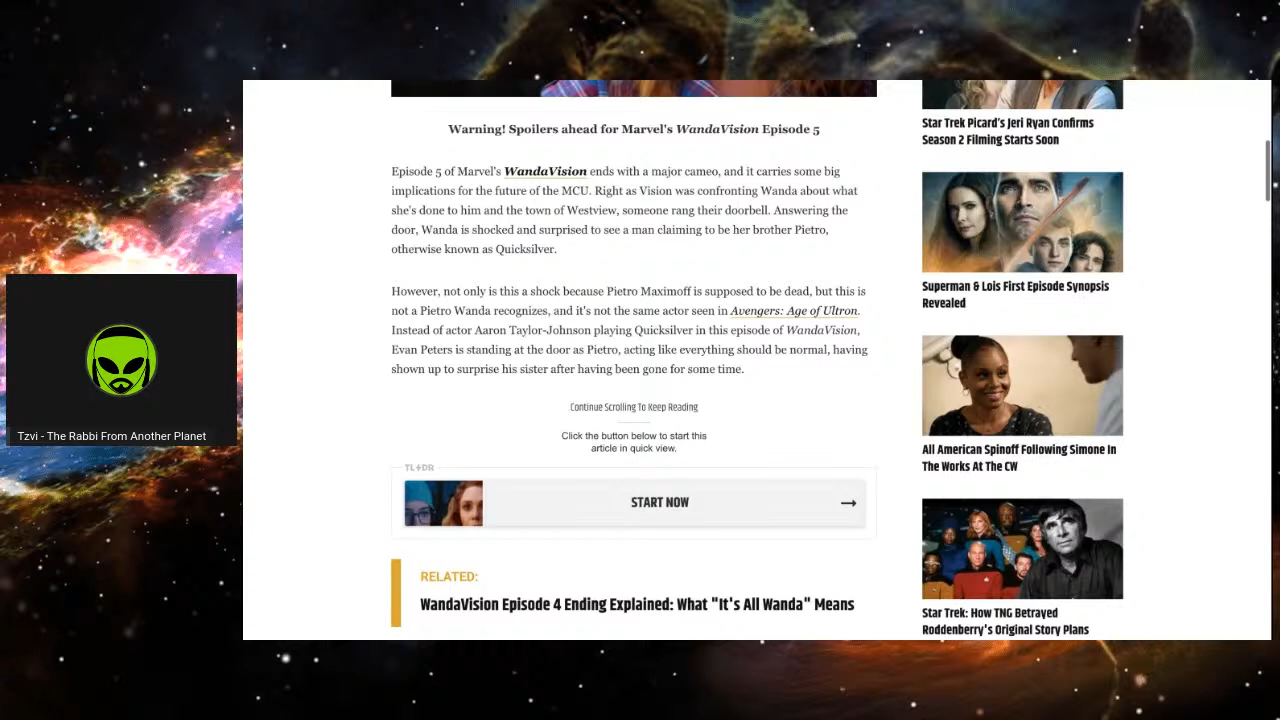 Warning! Spoilers ahead for Marvel's WandaVision Episode 5
Episode 5 of Marvel's WandaVision ends with a major cameo, and it carries some big
implications for the future of the MCU. Right as Vision was confronting Wanda about what
she's done to him and the town of Westview, someone rang their doorbell. Answering the
door, Wanda is shocked and surprised to see a man claiming to be her brother Pietro,
otherwise known as Quicksilver.
However, not only is this a shock because Pietro Maximoff is supposed to be dead, but this is
not a Pietro Wanda recognizes, and it's not the same actor seen in Avengers: Age of Ultron.
Instead of actor Aaron Taylor-Johnson playing Quicksilver in this episode of WandaVision,
Evan Peters is standing at the door as Pietro, acting like everything should be normal, having
shown up to surprise his sister after having been gone for some time.
Continue Scrolling To Keep Reading
Click the button below to start this
article in quick view.
TL DR
START NOW →
RELATED:
WandaVision Episode 4 Ending Explained: What "It's All Wanda" Means
Star Trek Picard's Jeri Ryan Confirms
Season 2 Filming Starts Soon
Superman & Lois First Episode Synopsis
Revealed
All American Spinoff Following Simone In
The Works At The CW
Star Trek: How TNG Betrayed
Roddenberry's Original Story Plans
Tzvi - The Rabbi From Another Planet